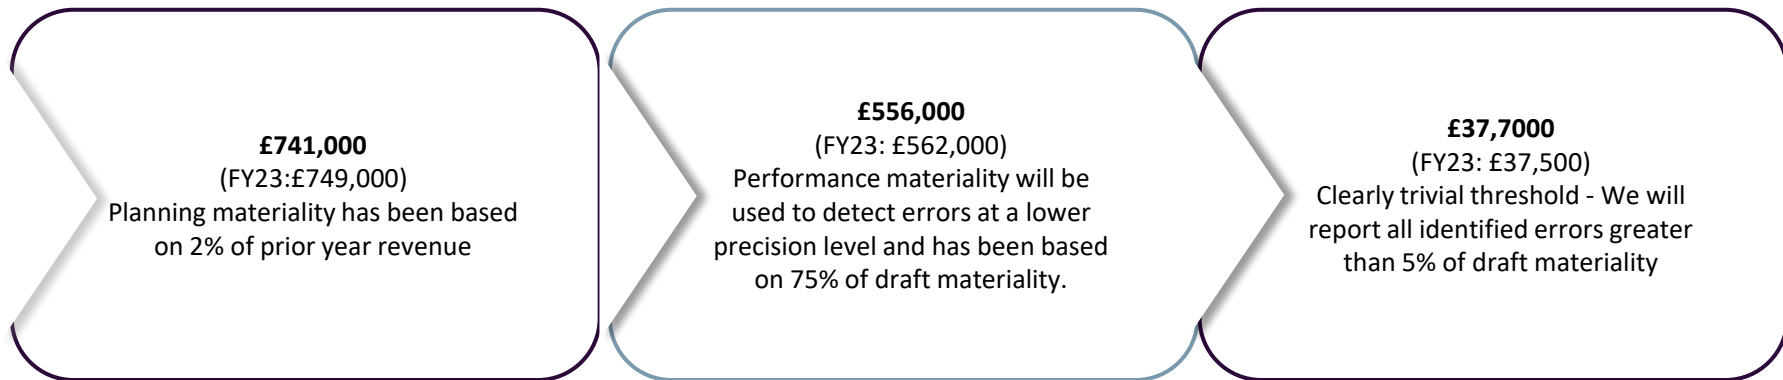 £741,000
(FY23:£749,000)
Planning materiality has been based
on 2% of prior year revenue
£556,000
(FY23: £562,000)
Performance materiality will be
used to detect errors at a lower
precision level and has been based
on 75% of draft materiality.
£37,7000
(FY23: £37,500)
Clearly trivial threshold - We will
report all identified errors greater
than 5% of draft materiality